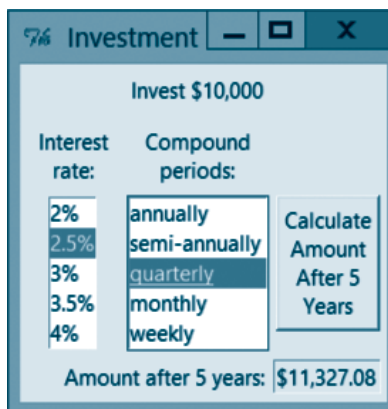 Investment
Invest $10,000
Interest rate:
Compound periods:
2%
2.5%
3%
3.5%
4%
annually
semi-annually
quarterly
monthly
weekly
Calculate
Amount
After 5
Years
Amount after 5 years: $11,327.08